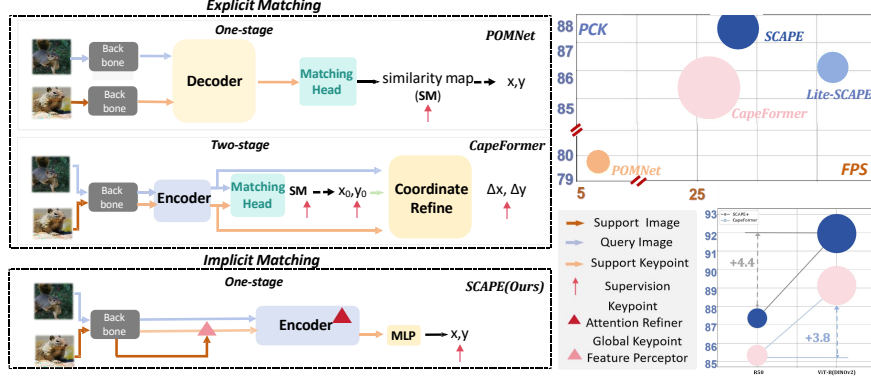 Explicit Matching
One-stage
POMNet
Back
bone
Back
bone
Decoder
Matching
Head
similarity map
(SM)
x,y
Two-stage
CapeFormer
Back
bone
Encoder
Matching
Head
SM
x₀,y₀
Coordinate
Refine
Δx, Δy
Implicit Matching
One-stage
SCAPE(Ours)
Back
bone
Encoder
MLP
x,y
88
87
86
85
80
79
PCK
SCAPE
Lite-SCAPE
CapeFormer
POMNet
FPS
5
25
Support Image
Query Image
Support Keypoint
Supervision
Keypoint
Attention Refiner
Global Keypoint
Feature Perceptor
93
92
91
90
89
88
87
86
85
SCAPE+
CapeFormer
+4.4
+3.8
R50
ViT-B(DINOv2)